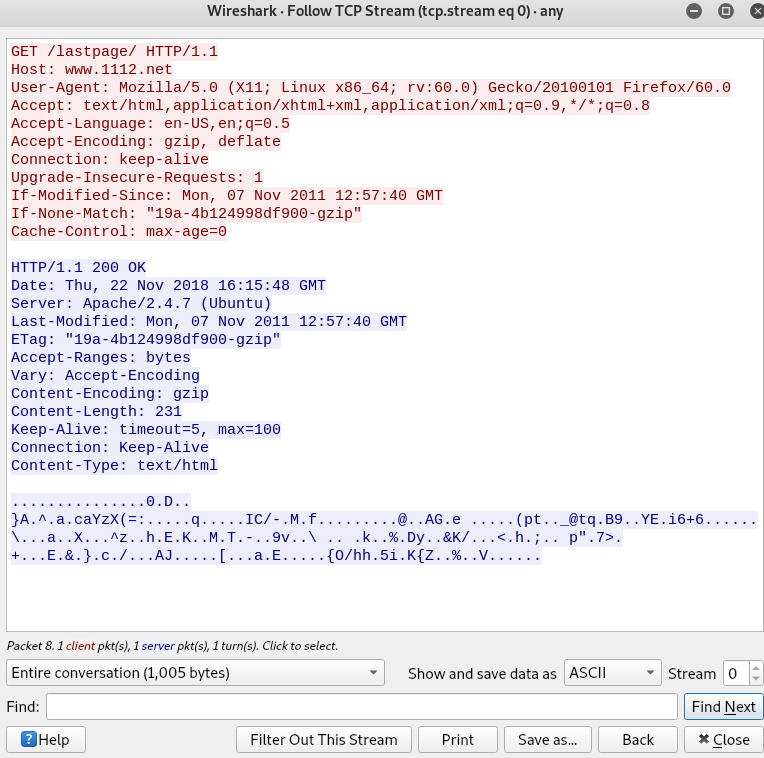 Wireshark · Follow TCP Stream (tcp.stream eq 0) · any
GET /lastpage/ HTTP/1.1
Host: www.1112.net
User-Agent: Mozilla/5.0 (X11; Linux x86_64; rv:60.0) Gecko/20100101 Firefox/60.0
Accept: text/html,application/xhtml+xml,application/xml;q=0.9,*/*;q=0.8
Accept-Language: en-US,en;q=0.5
Accept-Encoding: gzip, deflate
Connection: keep-alive
Upgrade-Insecure-Requests: 1
If-Modified-Since: Mon, 07 Nov 2011 12:57:40 GMT
If-None-Match: "19a-4b124998df900-gzip"
Cache-Control: max-age=0
HTTP/1.1 200 OK
Date: Thu, 22 Nov 2018 16:15:48 GMT
Server: Apache/2.4.7 (Ubuntu)
Last-Modified: Mon, 07 Nov 2011 12:57:40 GMT
ETag: "19a-4b124998df900-gzip"
Accept-Ranges: bytes
Vary: Accept-Encoding
Content-Encoding: gzip
Content-Length: 231
Keep-Alive: timeout=5, max=100
Connection: Keep-Alive
Content-Type: text/html
...............0.D..
}A.^.a.caYzX(=:.....q.....IC/-.M.f.........@..AG.e .....(pt.._@tq.B9..YE.i6+6......
\...a..X...^z..h.E.K..M.T.-..9v..\ .. .k..%.Dy..&K/...<.h.;.. p".7>.
+...E.&.}.c./...AJ.....[...a.E.....{O/hh.5i.K{Z..%..V......
Packet 8. 1 client pkt(s), 1 server pkt(s), 1 turn(s). Click to select.
Entire conversation (1,005 bytes) Show and save data as ASCII Stream 0
Find: Find Next
?Help Filter Out This Stream Print Save as... Back Close